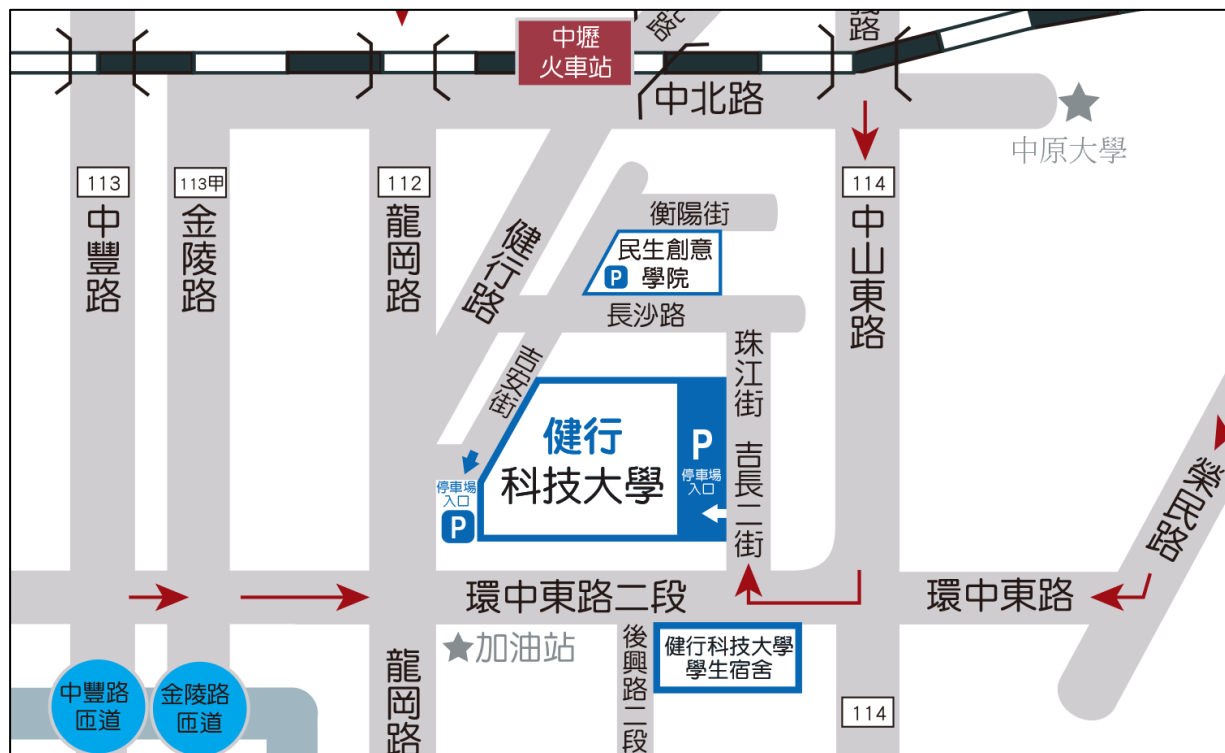 中壢
火車站
義路
中北路
中原大學
113
113甲
112
114
中豐路
金陵路
龍岡路
健行路
衡陽街
民生創意
P 學院
長沙路
中山東路
吉安街
珠江街
吉長二街
健行
科技大學
P
停車場
入口
停車場
入口
P
榮民路
環中東路二段
環中東路
加油站
後興路二段
健行科技大學
學生宿舍
中豐路
匝道
金陵路
匝道
龍岡路
114